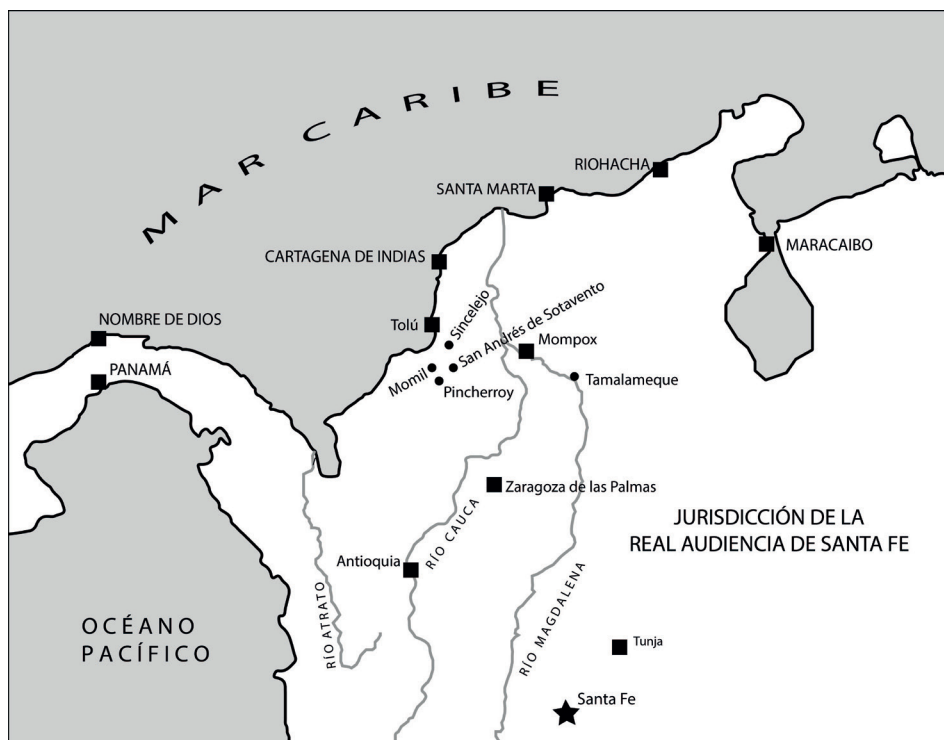 MAR CARIBE
RIOHACHA
SANTA MARTA
MARACAIBO
CARTAGENA DE INDIAS
Sincelejo
San Andrés de Sotavento
NOMBRE DE DIOS
Tolú
Mompox
PANAMÁ
Momil
Pincherroy
Tamalameque
Zaragoza de las Palmas
RÍO CAUCA
JURISDICCIÓN DE LA
REAL AUDIENCIA DE SANTA FE
Antioquia
RÍO ATRATO
RÍO MAGDALENA
OCÉANO
PACÍFICO
Tunja
Santa Fe